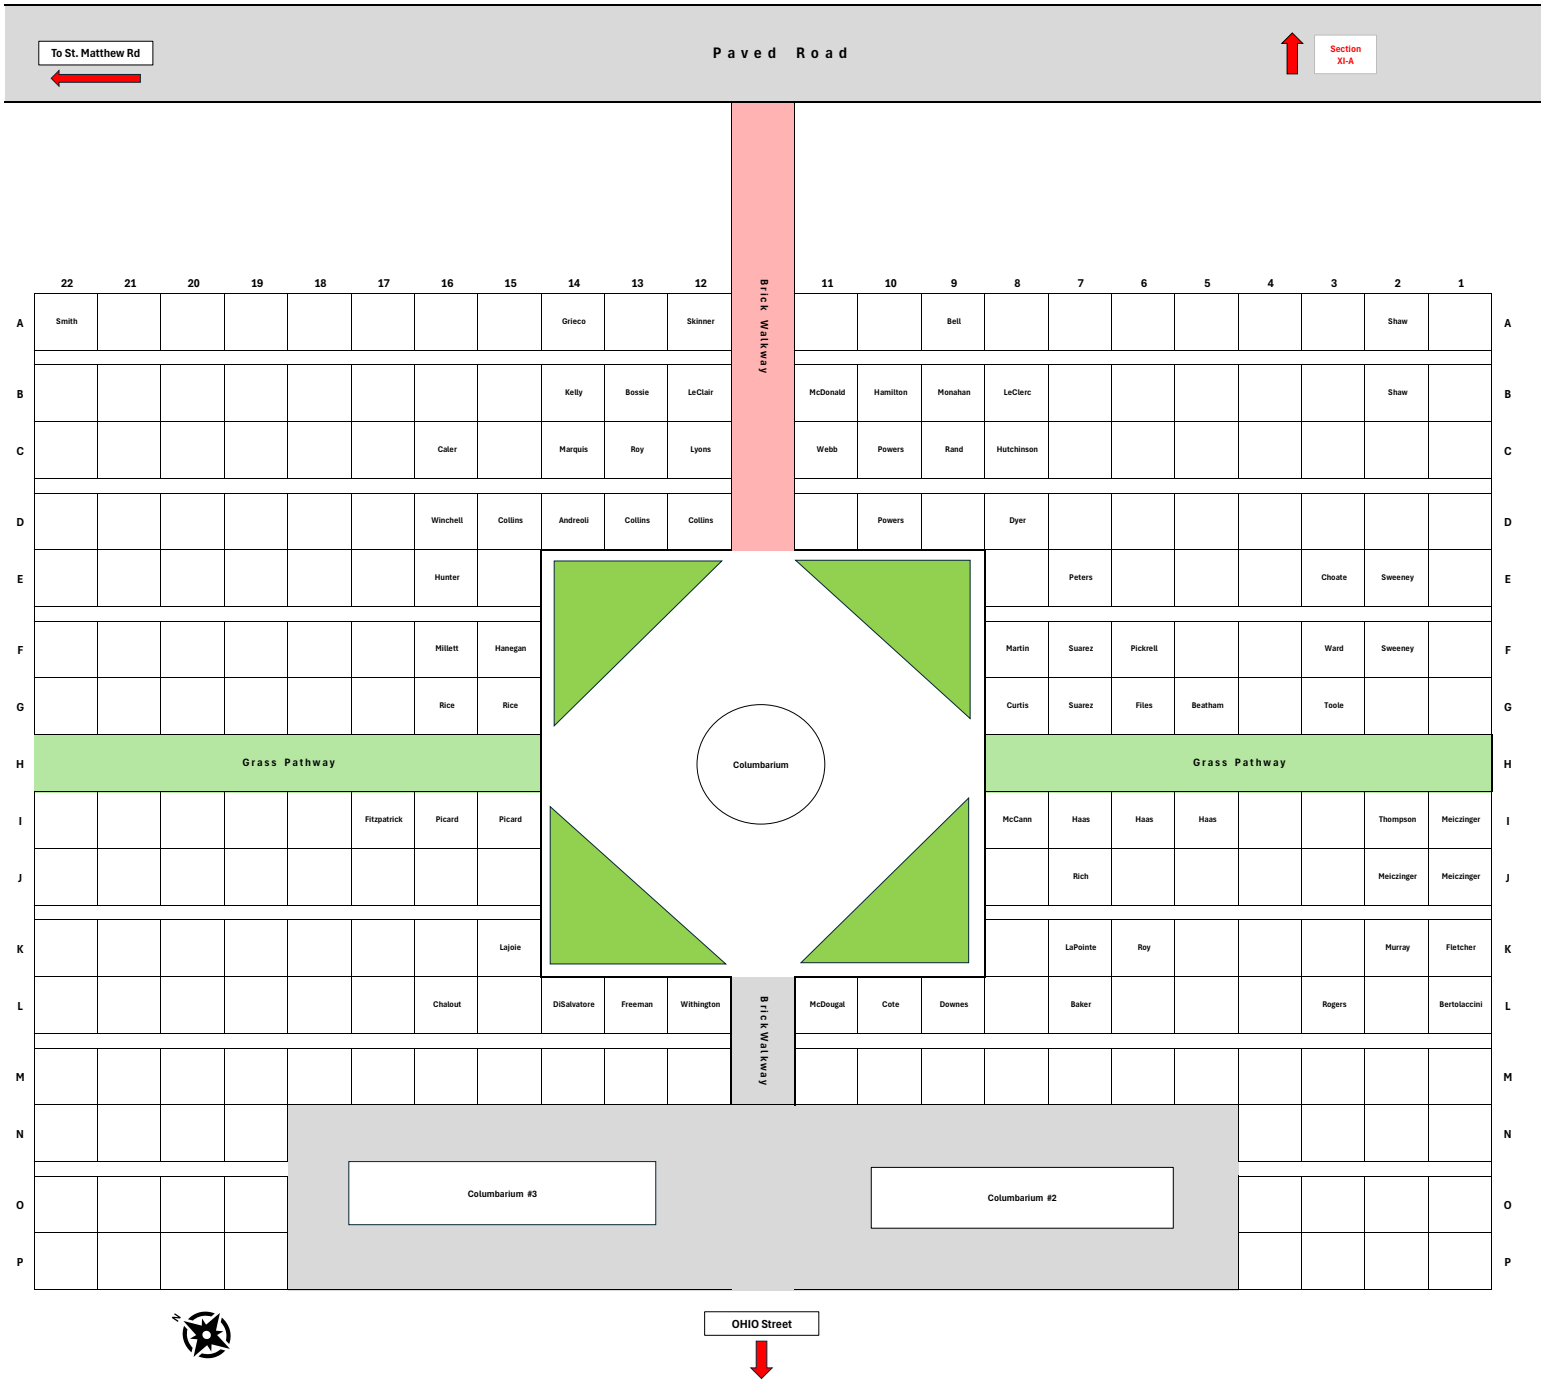 To St. Matthew Rd
Paved Road
Section
XI-A
22 21 20 19 18 17 16 15 14 13 12 11 10 9 8 7 6 5 4 3 2 1
Brick Walkway
A Smith Grieco Skinner Bell Shaw A
B Kelly Bossie LeClair McDonald Hamilton Monahan LeClerc Shaw B
C Caler Marquis Roy Lyons Webb Powers Rand Hutchinson C
D Winchell Collins Andreoli Collins Collins Powers Dyer D
E Hunter Peters Choate Sweeney E
F Millett Hanegan Martin Suarez Pickrell Ward Sweeney F
G Rice Rice Curtis Suarez Files Beatham Toole G
H Grass Pathway Columbarium Grass Pathway H
I Fitzpatrick Picard Picard McCann Haas Haas Haas Thompson Meiczinger I
J Rich Meiczinger Meiczinger J
K Lajoie LaPointe Roy Murray Fletcher K
L Chalout DiSalvatore Freeman Withington McDougal Cote Downes Baker Rogers Bertolaccini L
Brick Walkway
M M
N N
Columbarium #3 Columbarium #2
O O
P P
N
OHIO Street